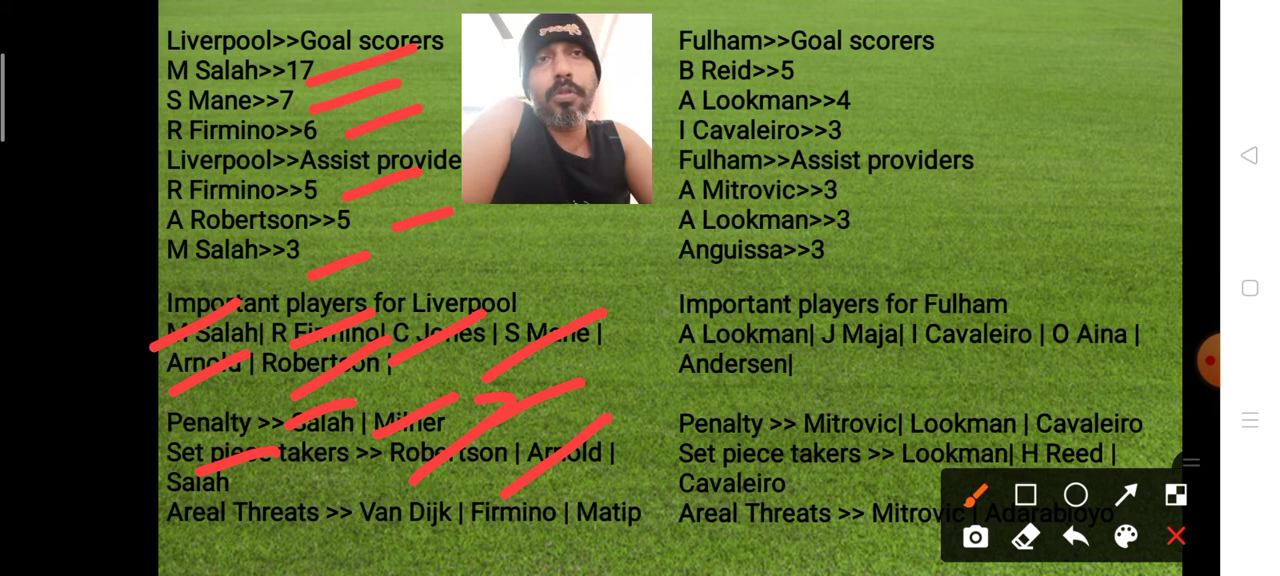 Liverpool>>Goal scorers
M Salah>>17
S Mane>>7
R Firmino>>6
Liverpool>>Assist provide
R Firmino>>5
A Robertson>>5
M Salah>>3
Important players for Liverpool
M Salah| R Firmino| C Jones | S Mane |
Arnold | Robertson |
Penalty >> Salah | Milner
Set piece takers >> Robertson | Arnold |
Salah
Areal Threats >> Van Dijk | Firmino | Matip
Fulham>>Goal scorers
B Reid>>5
A Lookman>>4
I Cavaleiro>>3
Fulham>>Assist providers
A Mitrovic>>3
A Lookman>>3
Anguissa>>3
Important players for Fulham
A Lookman| J Maja| I Cavaleiro | O Aina |
Andersen|
Penalty >> Mitrovic| Lookman | Cavaleiro
Set piece takers >> Lookman| H Reed |
Cavaleiro
Areal Threats >> Mitrovic | Adarabioyo